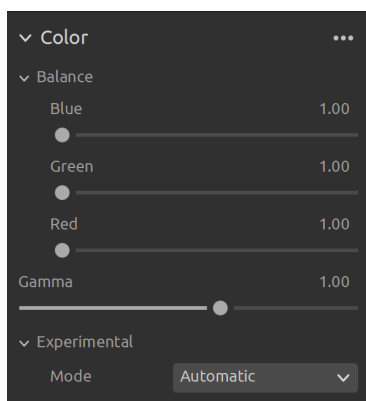 Color
Balance
Blue 1.00
Green 1.00
Red 1.00
Gamma 1.00
Experimental
Mode Automatic